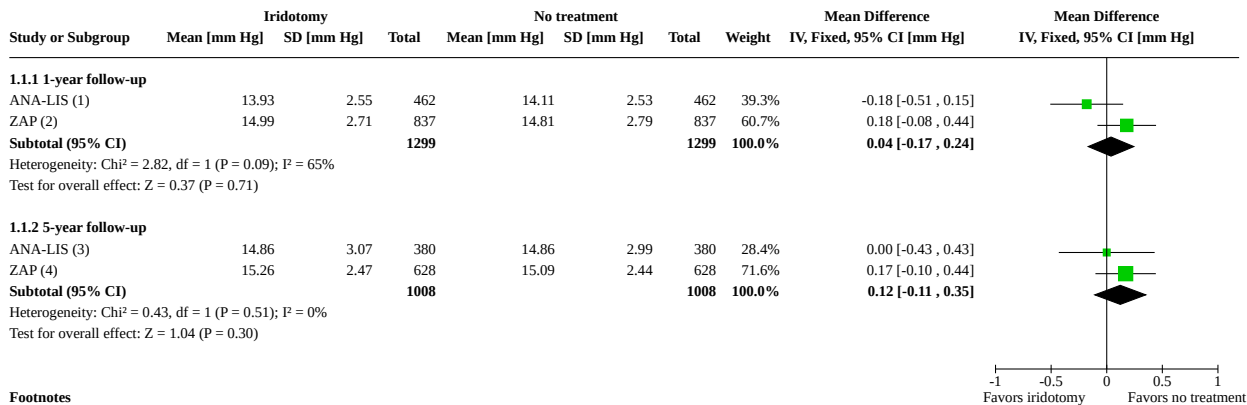 Iridotomy No treatment Mean Difference Mean Difference
Study or Subgroup Mean [mm Hg] SD [mm Hg] Total Mean [mm Hg] SD [mm Hg] Total Weight IV, Fixed, 95% CI [mm Hg] IV, Fixed, 95% CI [mm Hg]
1.1.1 1-year follow-up
ANA-LIS (1) 13.93 2.55 462 14.11 2.53 462 39.3% -0.18 [-0.51 , 0.15]
ZAP (2) 14.99 2.71 837 14.81 2.79 837 60.7% 0.18 [-0.08 , 0.44]
Subtotal (95% CI) 1299 1299 100.0% 0.04 [-0.17 , 0.24]
Heterogeneity: Chi² = 2.82, df = 1 (P = 0.09); I² = 65%
Test for overall effect: Z = 0.37 (P = 0.71)
1.1.2 5-year follow-up
ANA-LIS (3) 14.86 3.07 380 14.86 2.99 380 28.4% 0.00 [-0.43 , 0.43]
ZAP (4) 15.26 2.47 628 15.09 2.44 628 71.6% 0.17 [-0.10 , 0.44]
Subtotal (95% CI) 1008 1008 100.0% 0.12 [-0.11 , 0.35]
Heterogeneity: Chi² = 0.43, df = 1 (P = 0.51); I² = 0%
Test for overall effect: Z = 1.04 (P = 0.30)
-1 -0.5 0 0.5 1
Footnotes Favors iridotomy Favors no treatment